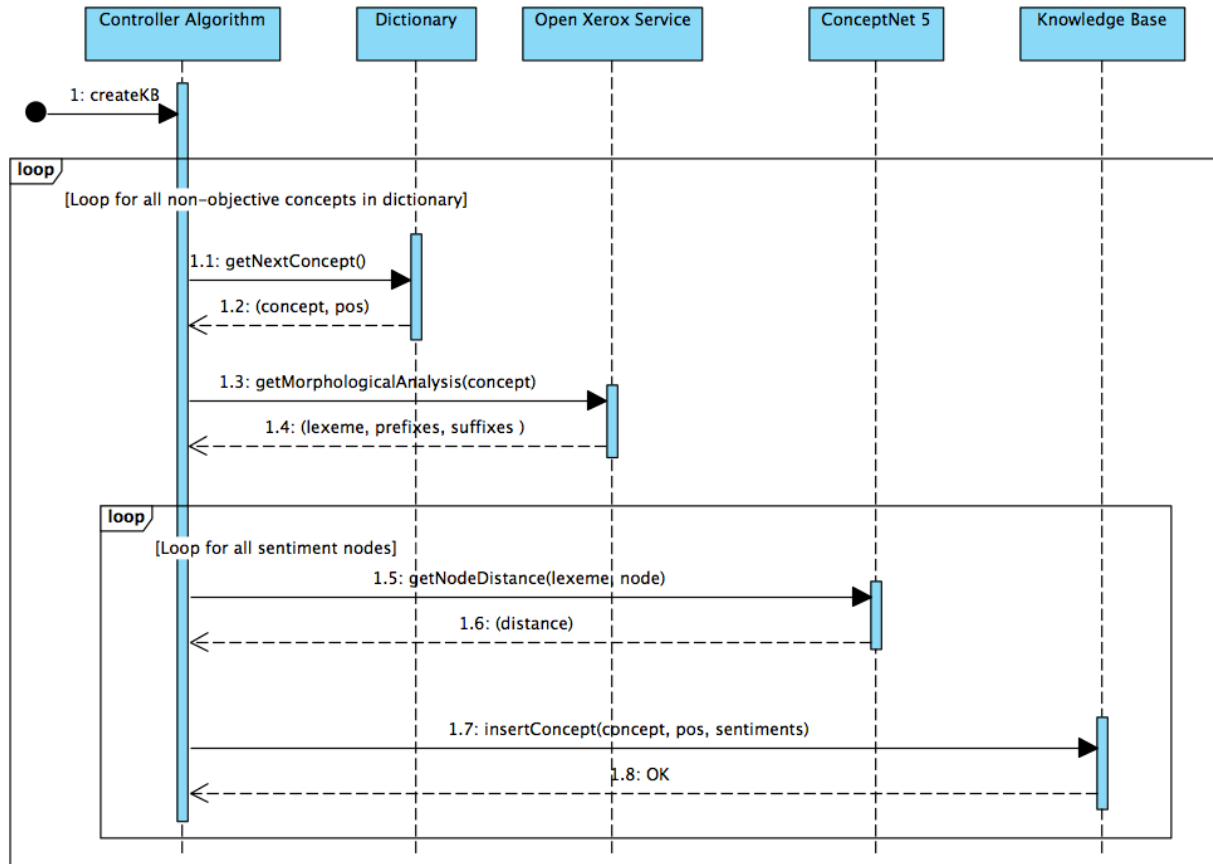 Controller Algorithm
Dictionary
Open Xerox Service
ConceptNet 5
Knowledge Base
1: createKB
loop
[Loop for all non-objective concepts in dictionary]
1.1: getNextConcept()
1.2: (concept, pos)
1.3: getMorphologicalAnalysis(concept)
1.4: (lexeme, prefixes, suffixes )
loop
[Loop for all sentiment nodes]
1.5: getNodeDistance(lexeme, node)
1.6: (distance)
1.7: insertConcept(concept, pos, sentiments)
1.8: OK